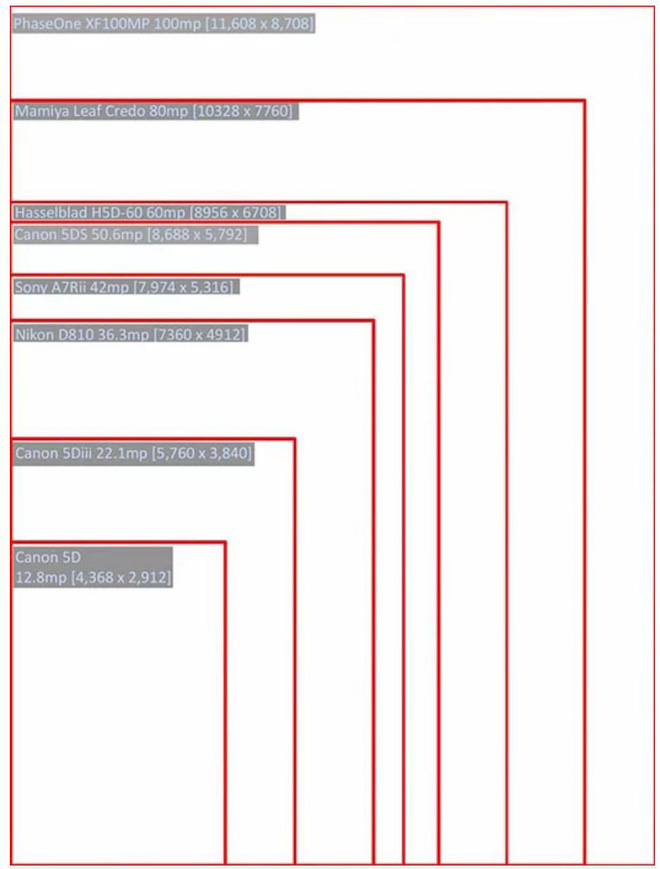 PhaseOne XF100MP 100mp [11,608 x 8,708]
Mamiya Leaf Credo 80mp [10328 x 7760]
Hasselblad H5D-60 60mp [8956 x 6708]
Canon 5DS 50.6mp [8,688 x 5,792]
Sony A7Rii 42mp [7,974 x 5,316]
Nikon D810 36.3mp [7360 x 4912]
Canon 5Diii 22.1mp [5,760 x 3,840]
Canon 5D
12.8mp [4,368 x 2,912]